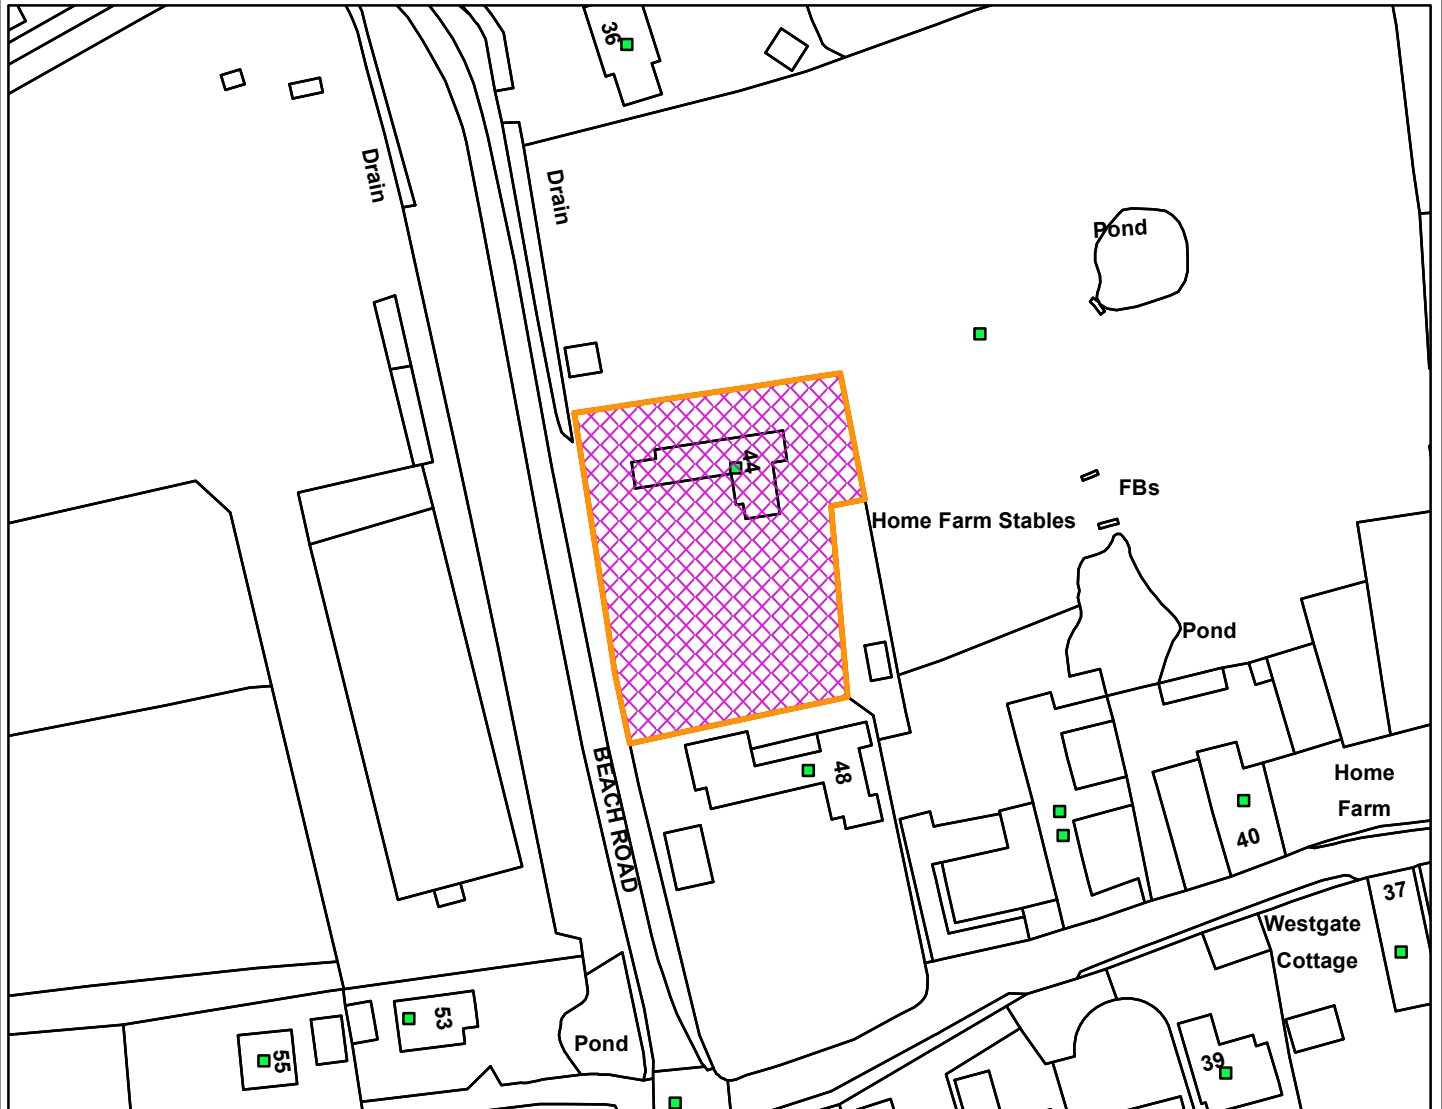 36
Drain
Drain
Pond
44
FBs
Home Farm Stables
Pond
BEACH ROAD
48
Home
Farm
40
37
Westgate
Cottage
53
Pond
55
39